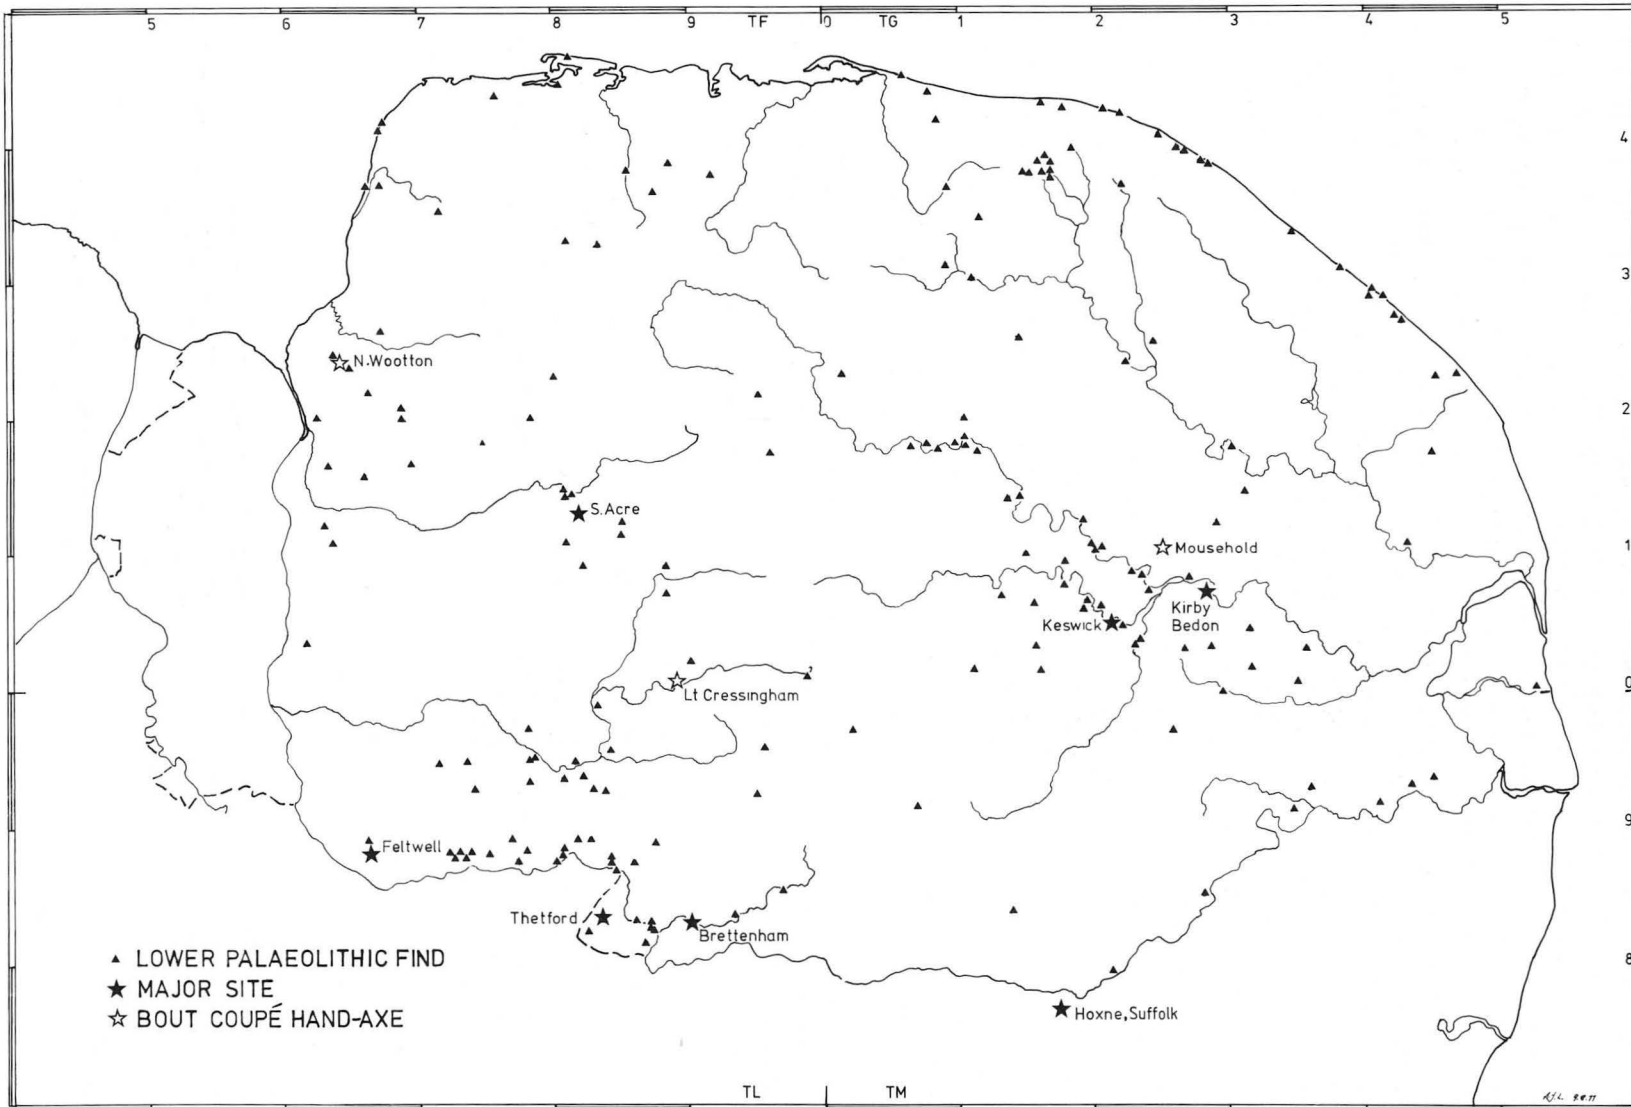 5 6 7 8 9 TF 0 TG 1 2 3 4 5
4
3
N.Wootton
2
S.Acre
Mousehold
1
Kirby
Bedon
Keswick
0
Lt Cressingham
9
Feltwell
Thetford
Brettenham
8
LOWER PALAEOLITHIC FIND
MAJOR SITE
BOUT COUPÉ HAND-AXE
Hoxne, Suffolk
TL TM